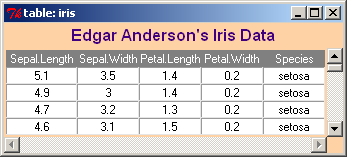 table: iris
Edgar Anderson's Iris Data
Sepal.Length Sepal.Width Petal.Length Petal.Width Species
5.1 3.5 1.4 0.2 setosa
4.9 3 1.4 0.2 setosa
4.7 3.2 1.3 0.2 setosa
4.6 3.1 1.5 0.2 setosa